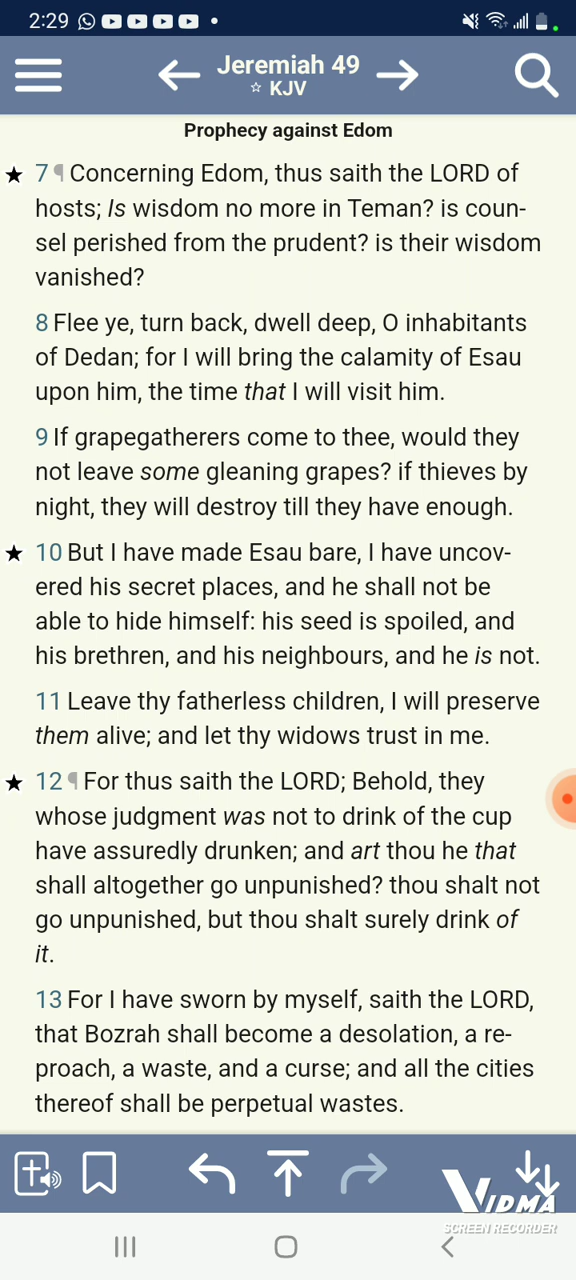 2:29
Jeremiah 49
☆ KJV
Prophecy against Edom
★ 7 ¶ Concerning Edom, thus saith the LORD of
hosts; Is wisdom no more in Teman? is coun-
sel perished from the prudent? is their wisdom
vanished?
8 Flee ye, turn back, dwell deep, O inhabitants
of Dedan; for I will bring the calamity of Esau
upon him, the time that I will visit him.
9 If grapegatherers come to thee, would they
not leave some gleaning grapes? if thieves by
night, they will destroy till they have enough.
★ 10 But I have made Esau bare, I have uncov-
ered his secret places, and he shall not be
able to hide himself: his seed is spoiled, and
his brethren, and his neighbours, and he is not.
11 Leave thy fatherless children, I will preserve
them alive; and let thy widows trust in me.
★ 12 ¶ For thus saith the LORD; Behold, they
whose judgment was not to drink of the cup
have assuredly drunken; and art thou he that
shall altogether go unpunished? thou shalt not
go unpunished, but thou shalt surely drink of
it.
13 For I have sworn by myself, saith the LORD,
that Bozrah shall become a desolation, a re-
proach, a waste, and a curse; and all the cities
thereof shall be perpetual wastes.
VIDMA
SCREEN RECORDER